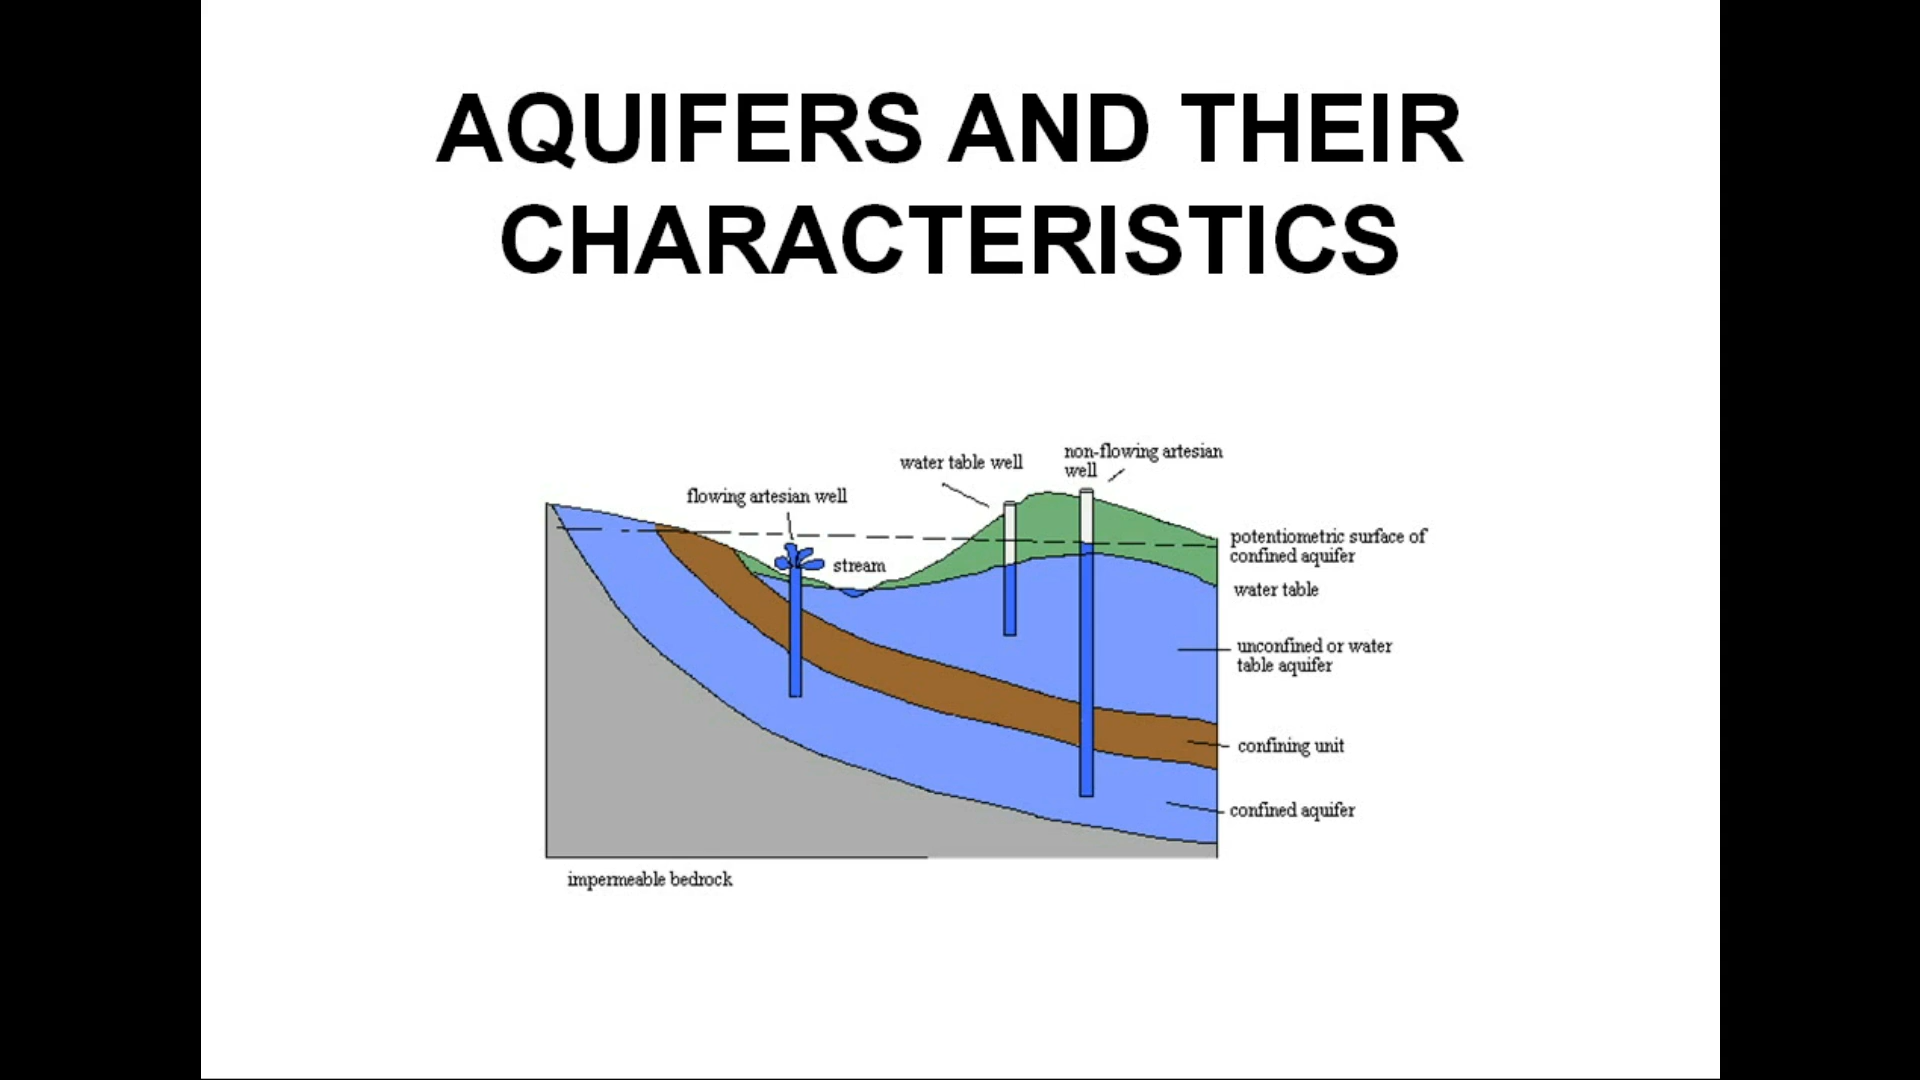 AQUIFERS AND THEIR
CHARACTERISTICS
non-flowing artesian
well
water table well
flowing artesian well
stream
potentiometric surface of
confined aquifer
water table
unconfined or water
table aquifer
confining unit
confined aquifer
impermeable bedrock